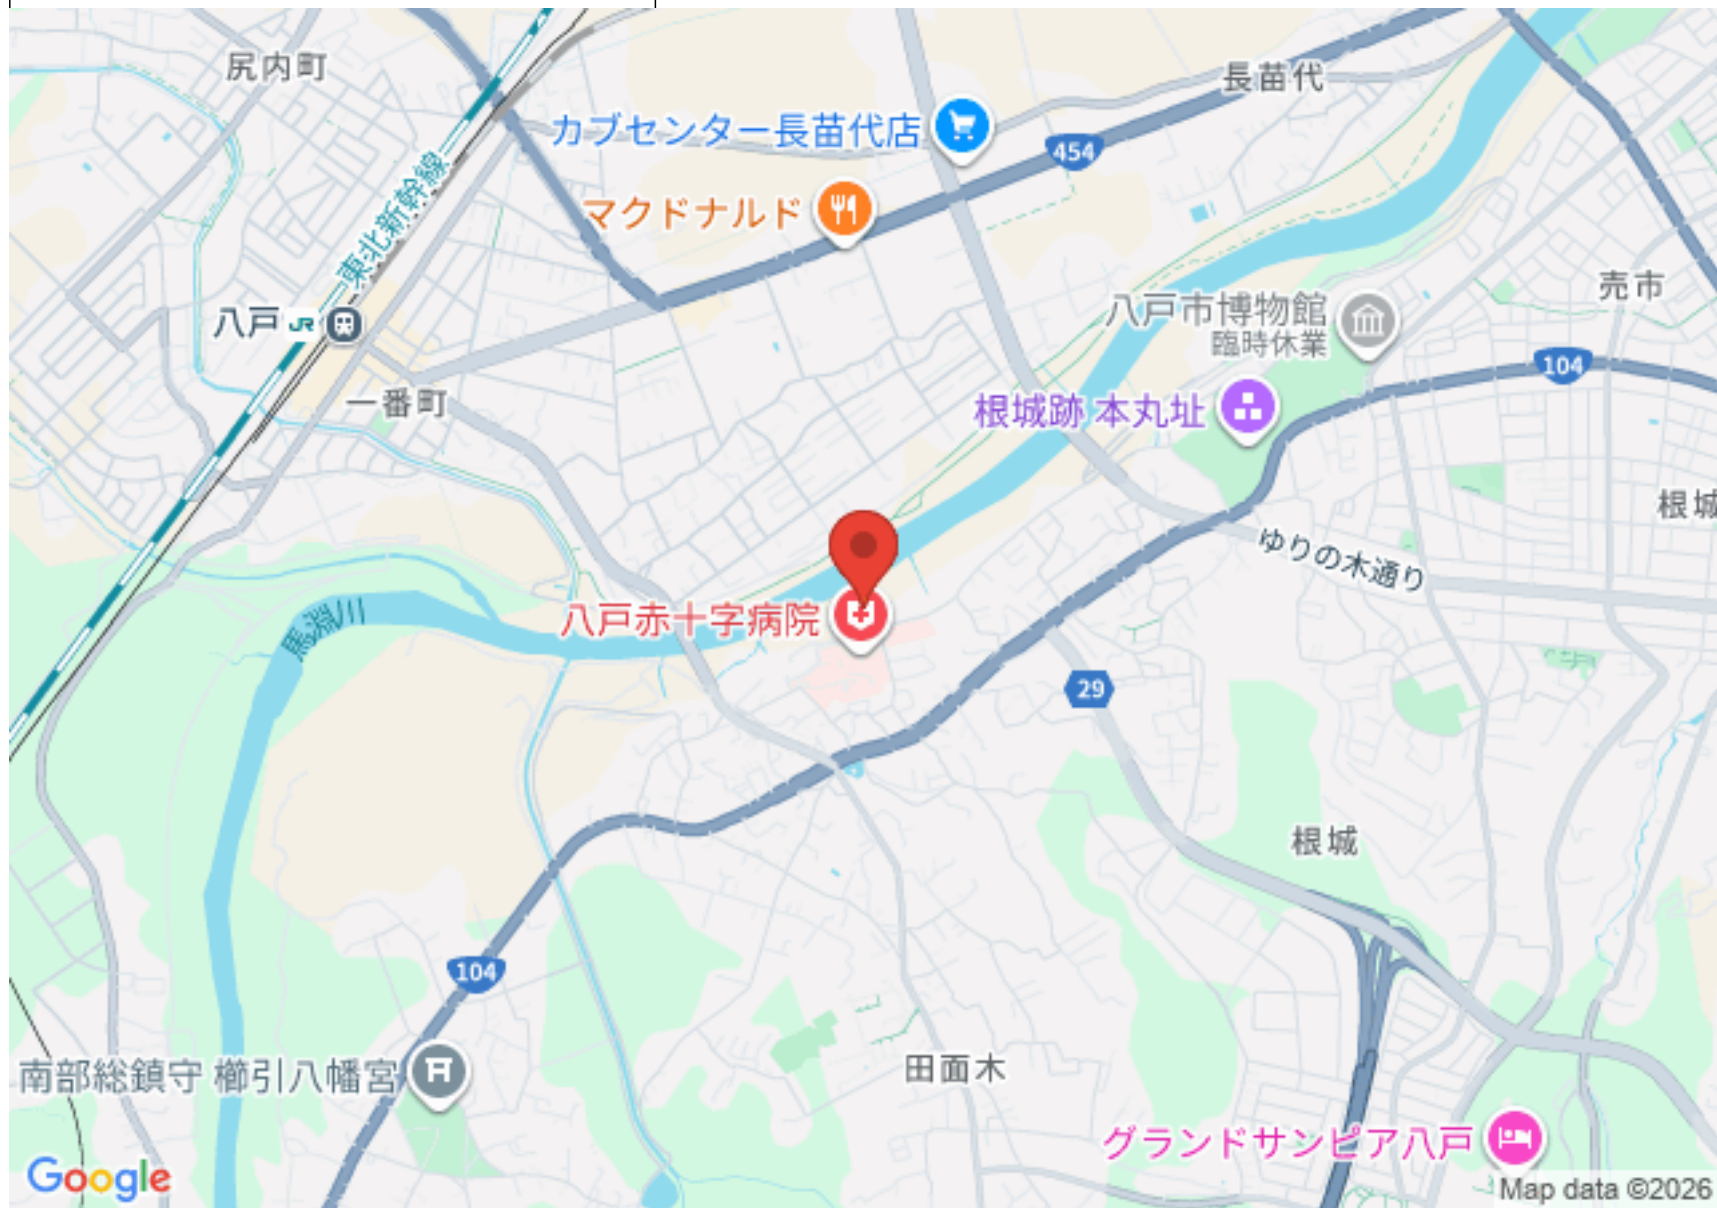 尻内町
長苗代
カブセンター長苗代店
454
マクドナルド
東北新幹線
売市
八戸
JR
八戸市博物館
臨時休業
104
一番町
根城跡 本丸址
根城
ゆりの木通り
馬淵川
八戸赤十字病院
29
根城
104
南部総鎮守 櫛引八幡宮
田面木
グランドサンピア八戸
Google
Map data ©2026